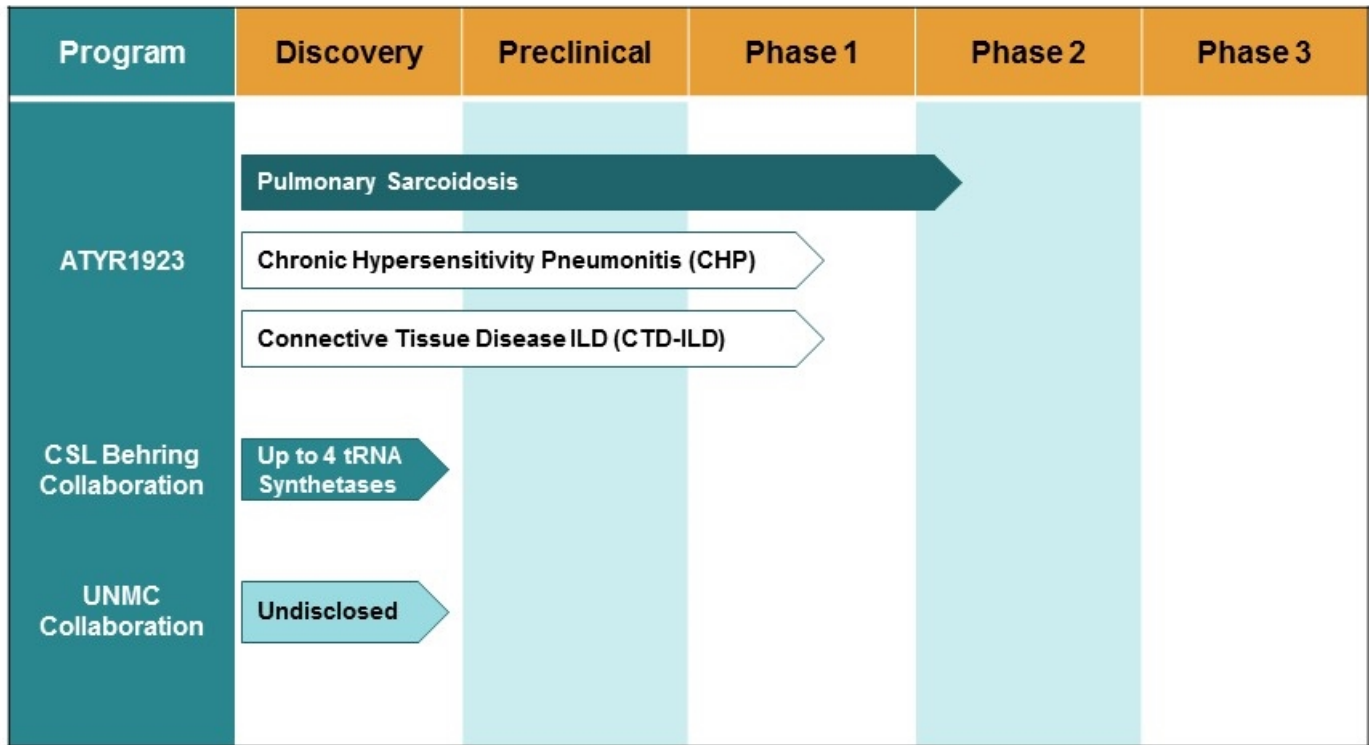 Program Discovery Preclinical Phase 1 Phase 2 Phase 3
Pulmonary Sarcoidosis
ATYR1923
Chronic Hypersensitivity Pneumonitis (CHP)
Connective Tissue Disease ILD (CTD-ILD)
CSL Behring
Collaboration
Up to 4 tRNA
Synthetases
UNMC
Collaboration
Undisclosed